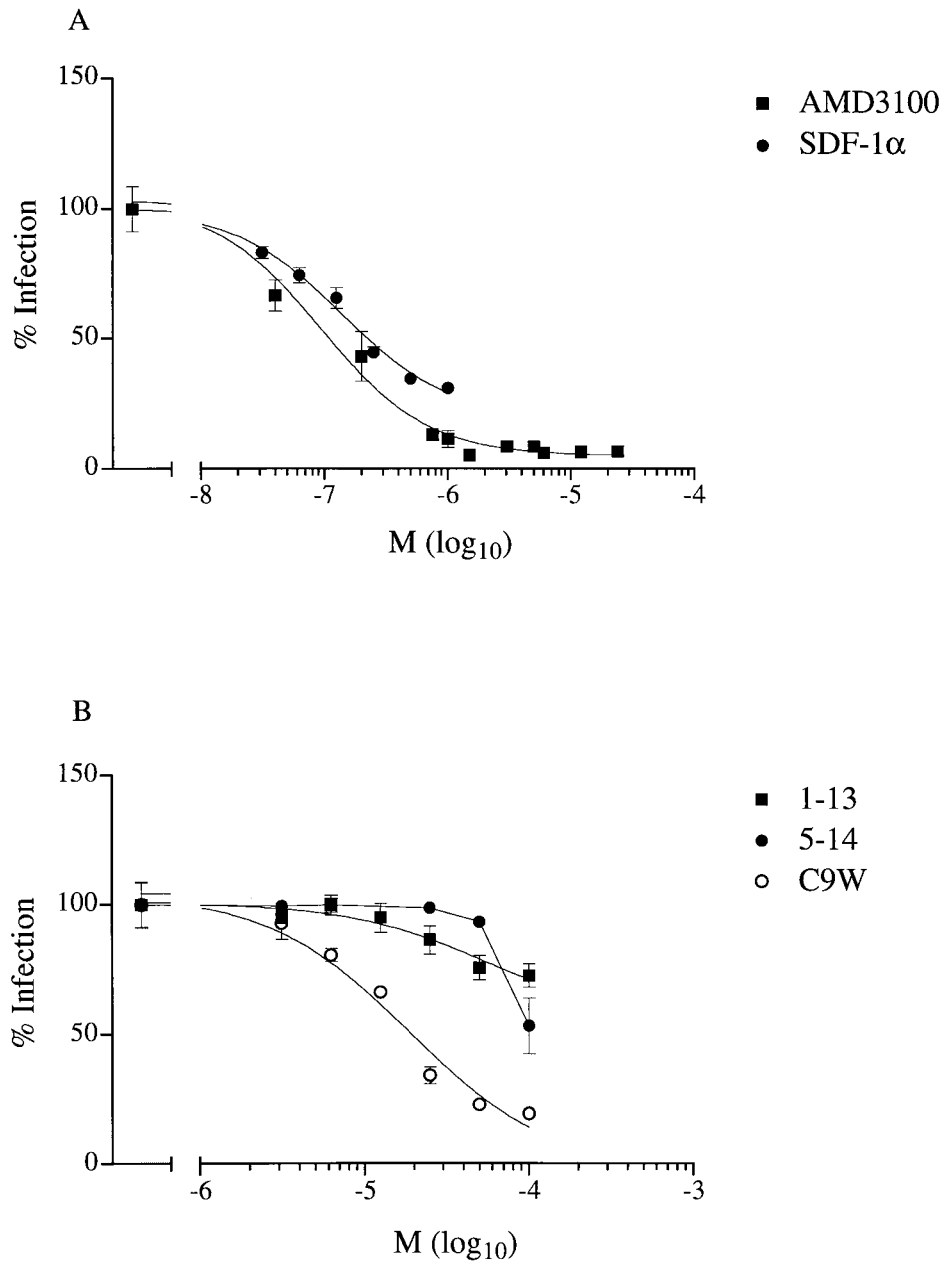 A
150
100
50
0
% Infection
-8 -7 -6 -5 -4
M (log10)
AMD3100
SDF-1α
B
150
100
50
0
% Infection
-6 -5 -4 -3
M (log10)
1-13
5-14
C9W